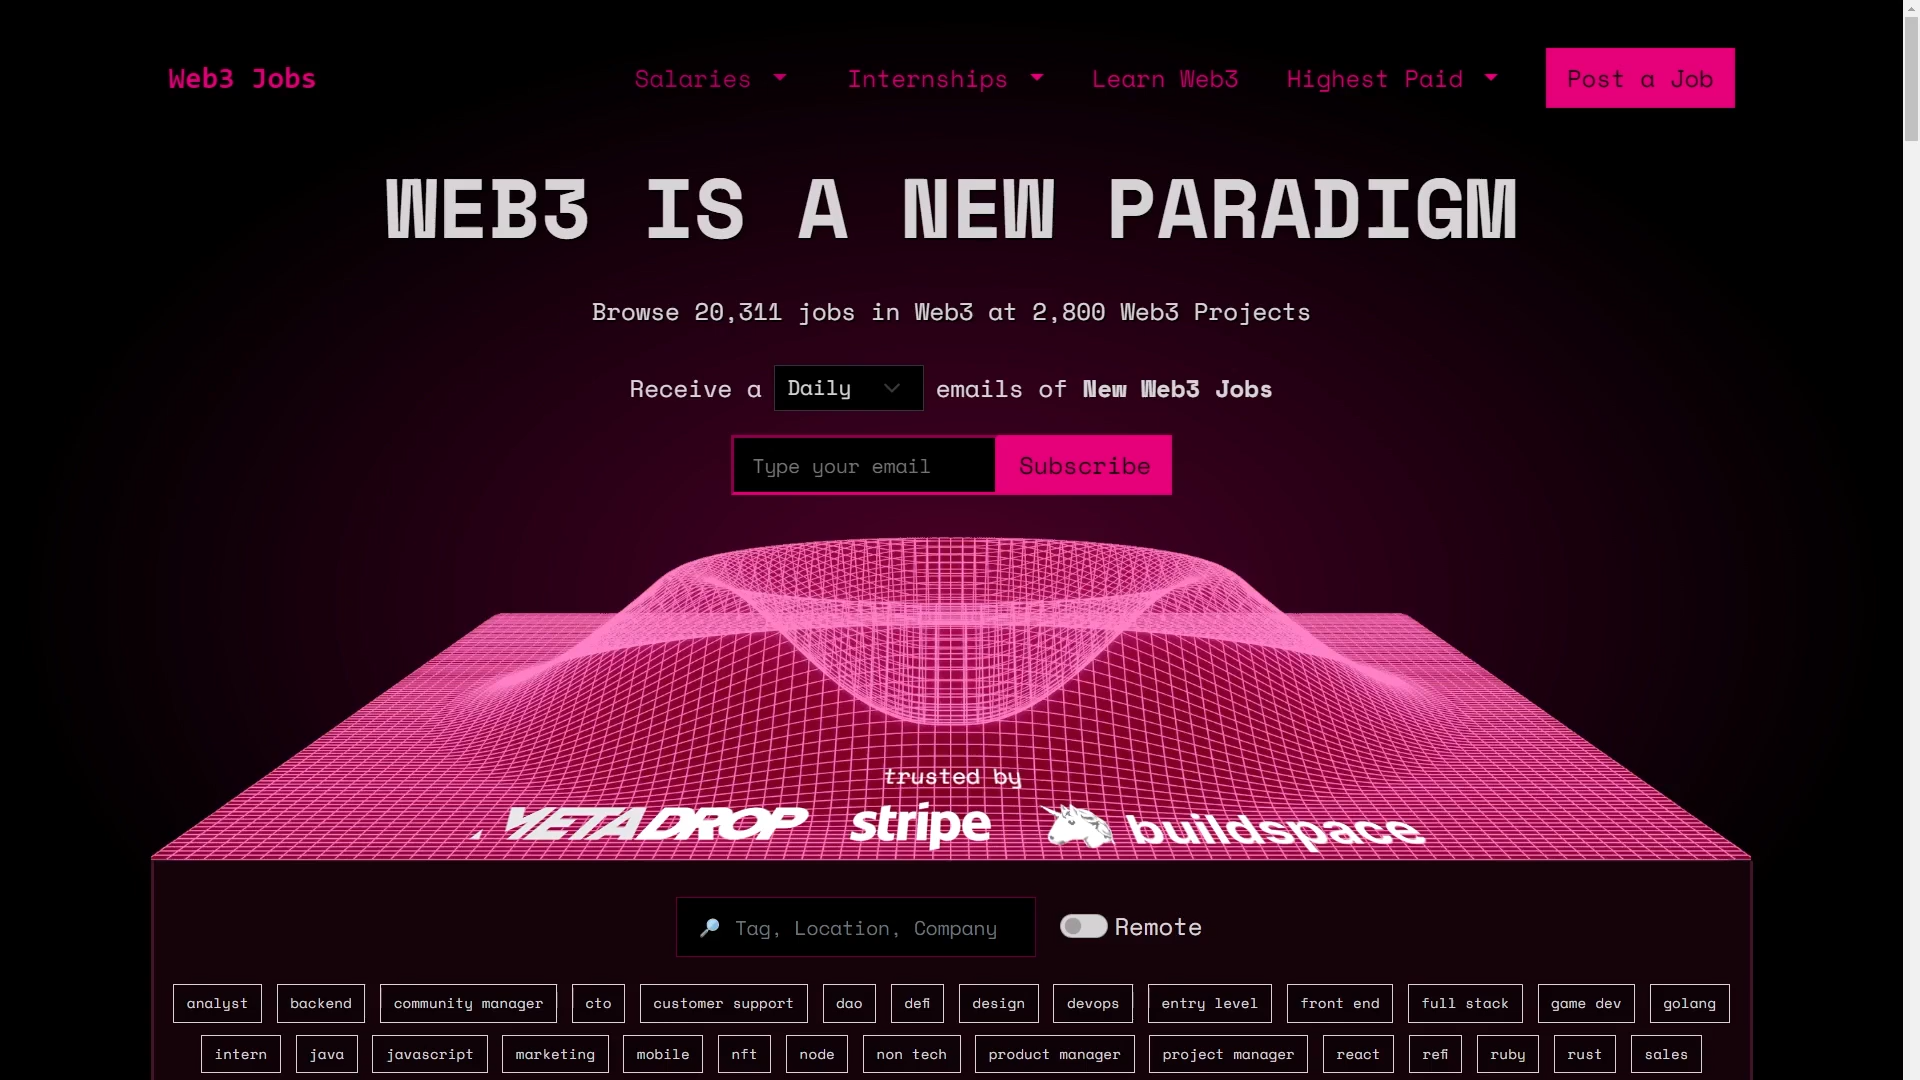 Web3 Jobs
Salaries
Internships
Learn Web3
Highest Paid
Post a Job
WEB3 IS A NEW PARADIGM
Browse 20,311 jobs in Web3 at 2,800 Web3 Projects
Receive a Daily emails of New Web3 Jobs
Type your email
Subscribe
trusted by
METADROP stripe buildspace
Tag, Location, Company
Remote
analyst backend community manager cto customer support dao defi design devops entry level front end full stack game dev golang
intern java javascript marketing mobile nft node non tech product manager project manager react refi ruby rust sales